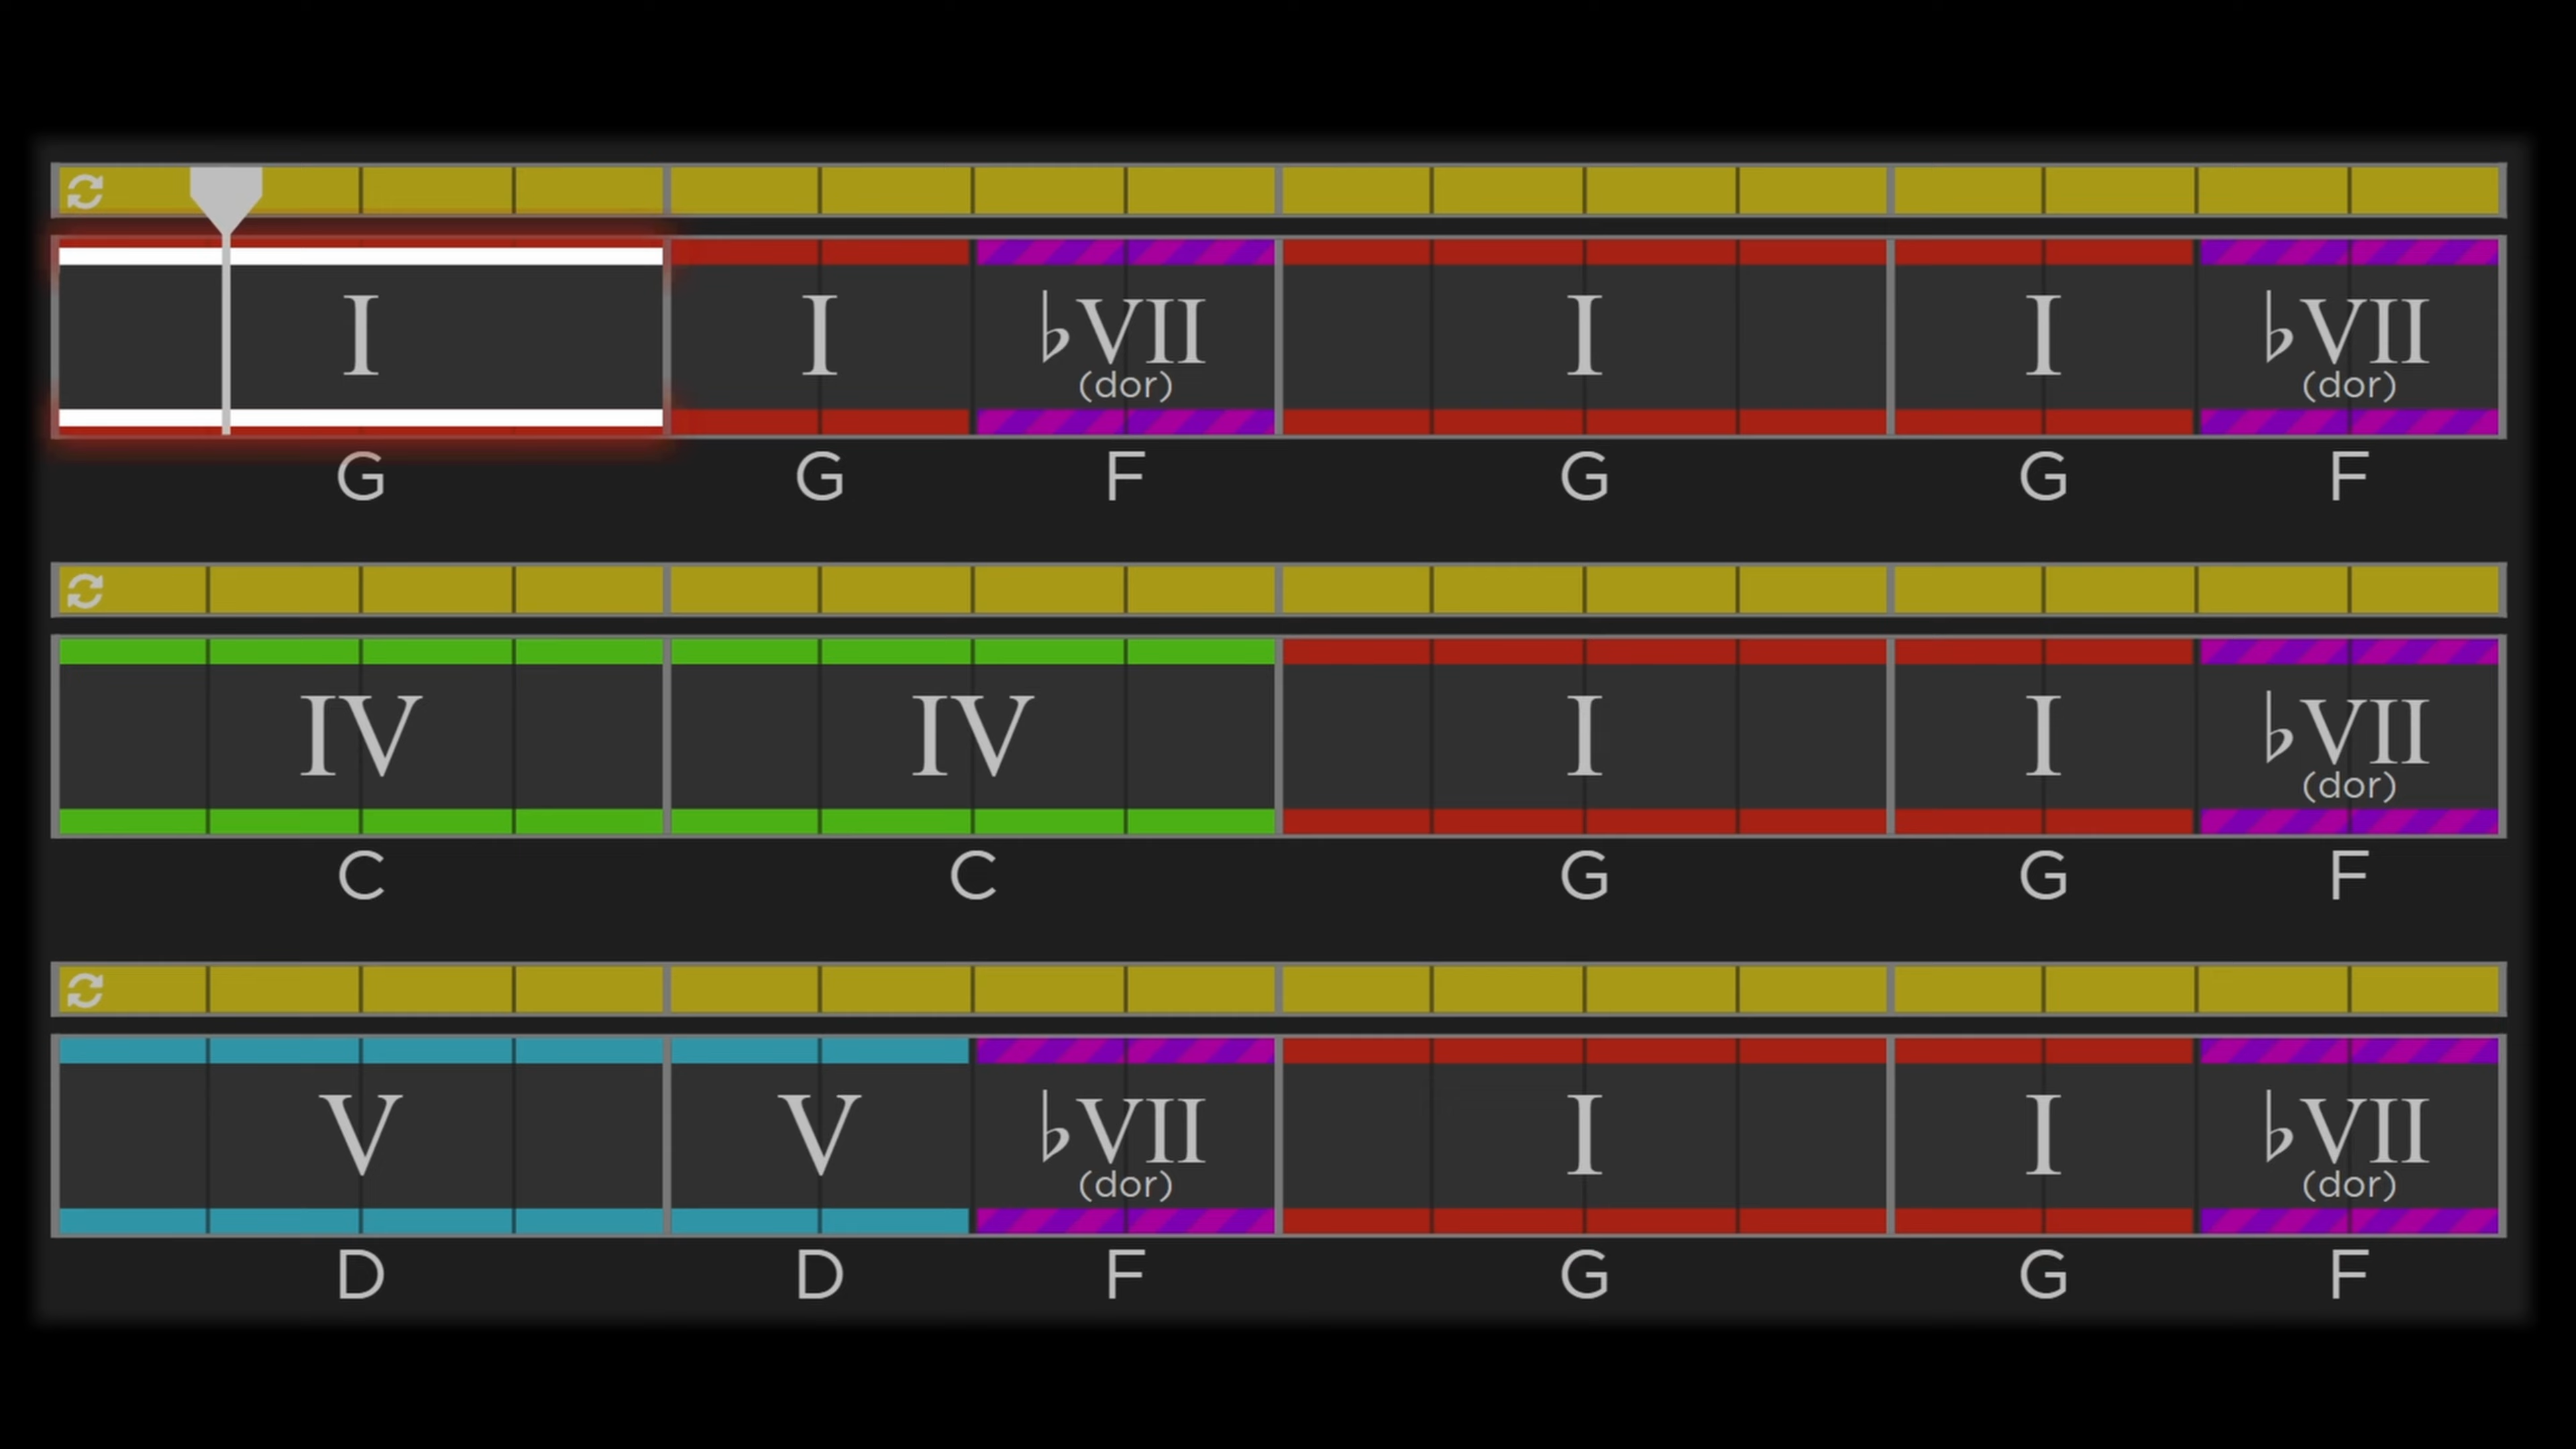 I I ♭VII I I ♭VII
(dor) (dor)
G G F G G F
IV IV I I ♭VII
(dor)
C C G G F
V V ♭VII I I ♭VII
(dor) (dor)
D D F G G F